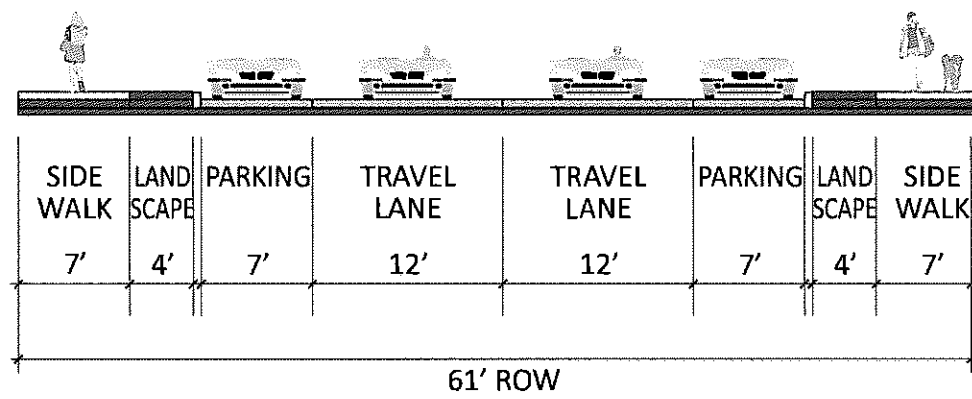 SIDE WALK
LAND SCAPE
PARKING
TRAVEL LANE
TRAVEL LANE
PARKING
LAND SCAPE
SIDE WALK
7' 4' 7' 12' 12' 7' 4' 7'
61' ROW